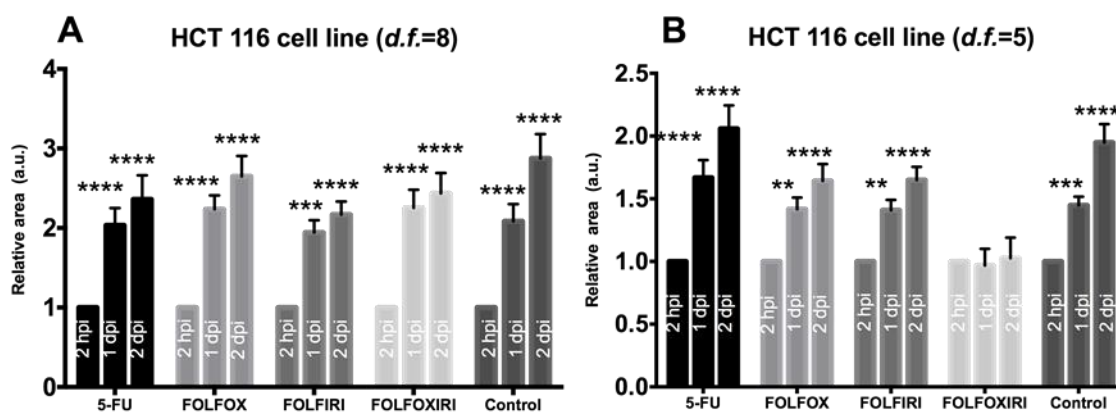 A
HCT 116 cell line (d.f.=8)
Relative area (a.u.)
4
3
2
1
0
**** ****
**** ****
*** ****
**** ****
**** ****
2 hpi 1 dpi 2 dpi
2 hpi 1 dpi 2 dpi
2 hpi 1 dpi 2 dpi
2 hpi 1 dpi 2 dpi
2 hpi 1 dpi 2 dpi
5-FU FOLFOX FOLFIRI FOLFOXIRI Control
B
HCT 116 cell line (d.f.=5)
Relative area (a.u.)
2.5
2.0
1.5
1.0
0.5
0.0
**** ****
** ****
** ****
*** ****
2 hpi 1 dpi 2 dpi
2 hpi 1 dpi 2 dpi
2 hpi 1 dpi 2 dpi
2 hpi 1 dpi 2 dpi
2 hpi 1 dpi 2 dpi
5-FU FOLFOX FOLFIRI FOLFOXIRI Control